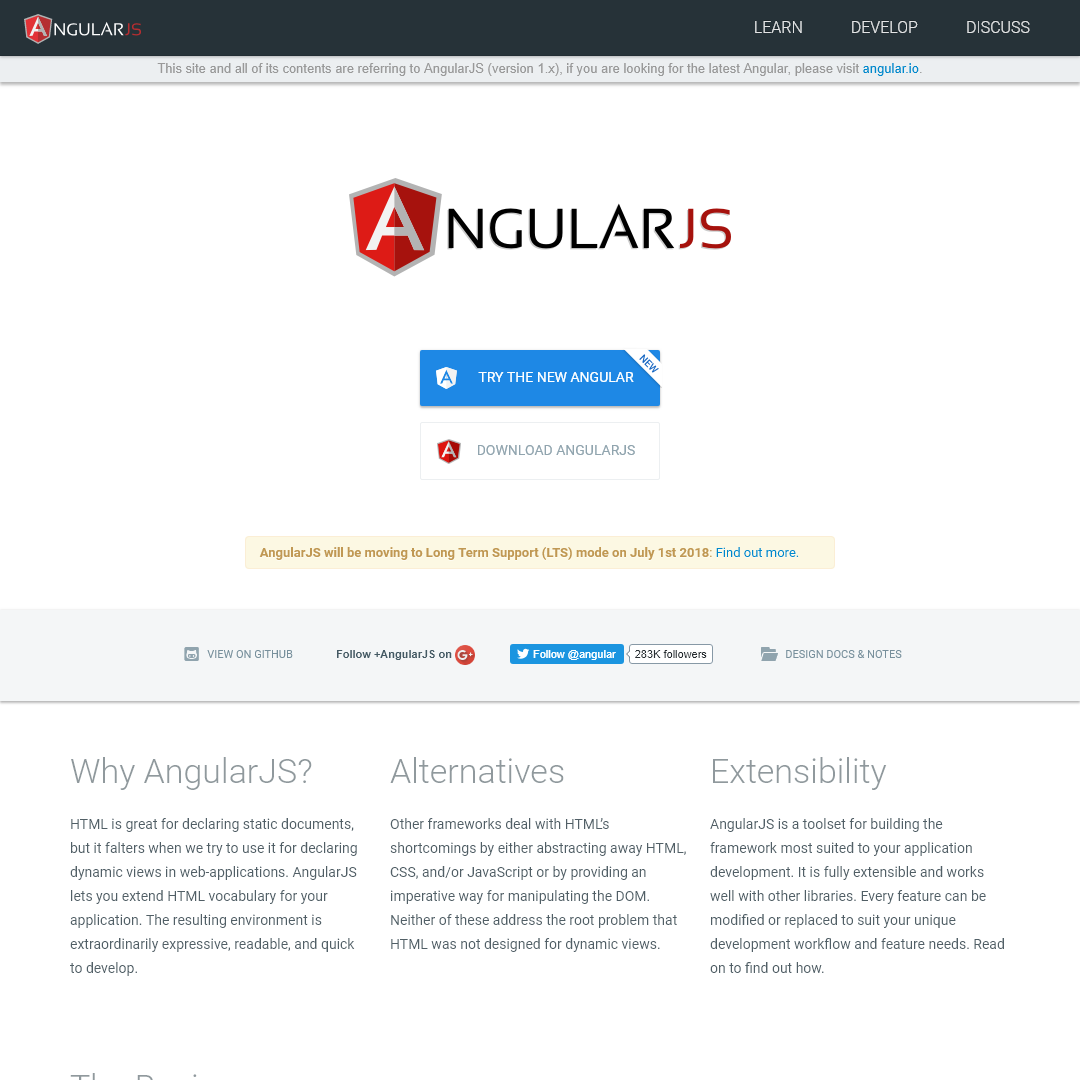 ANGULARJS
LEARN
DEVELOP
DISCUSS
This site and all of its contents are referring to AngularJS (version 1.x), if you are looking for the latest Angular, please visit angular.io.
ANGULARJS
TRY THE NEW ANGULAR
NEW
DOWNLOAD ANGULARJS
AngularJS will be moving to Long Term Support (LTS) mode on July 1st 2018: Find out more.
VIEW ON GITHUB
Follow +AngularJS on G+
Follow @angular
283K followers
DESIGN DOCS & NOTES
Why AngularJS?
HTML is great for declaring static documents,
but it falters when we try to use it for declaring
dynamic views in web-applications. AngularJS
lets you extend HTML vocabulary for your
application. The resulting environment is
extraordinarily expressive, readable, and quick
to develop.
Alternatives
Other frameworks deal with HTML’s
shortcomings by either abstracting away HTML,
CSS, and/or JavaScript or by providing an
imperative way for manipulating the DOM.
Neither of these address the root problem that
HTML was not designed for dynamic views.
Extensibility
AngularJS is a toolset for building the
framework most suited to your application
development. It is fully extensible and works
well with other libraries. Every feature can be
modified or replaced to suit your unique
development workflow and feature needs. Read
on to find out how.